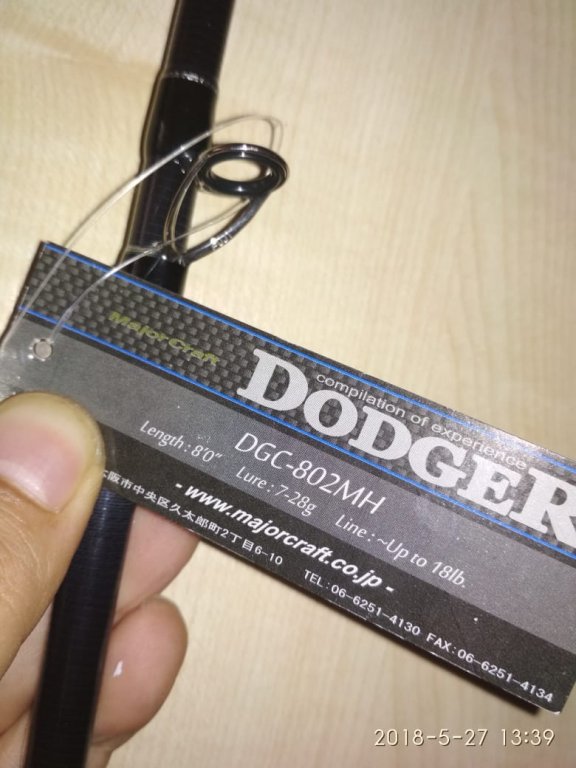 MajorCraft
compilation of experience
DODGER
DGC-802MH
Length : 8'0" Lure : 7-28g Line : ~Up to 18lb.
- www.majorcraft.co.jp -
大阪市中央区久太郎町2丁目6-10 TEL:06-6251-4130 FAX:06-6251-4134
2018-5-27 13:39